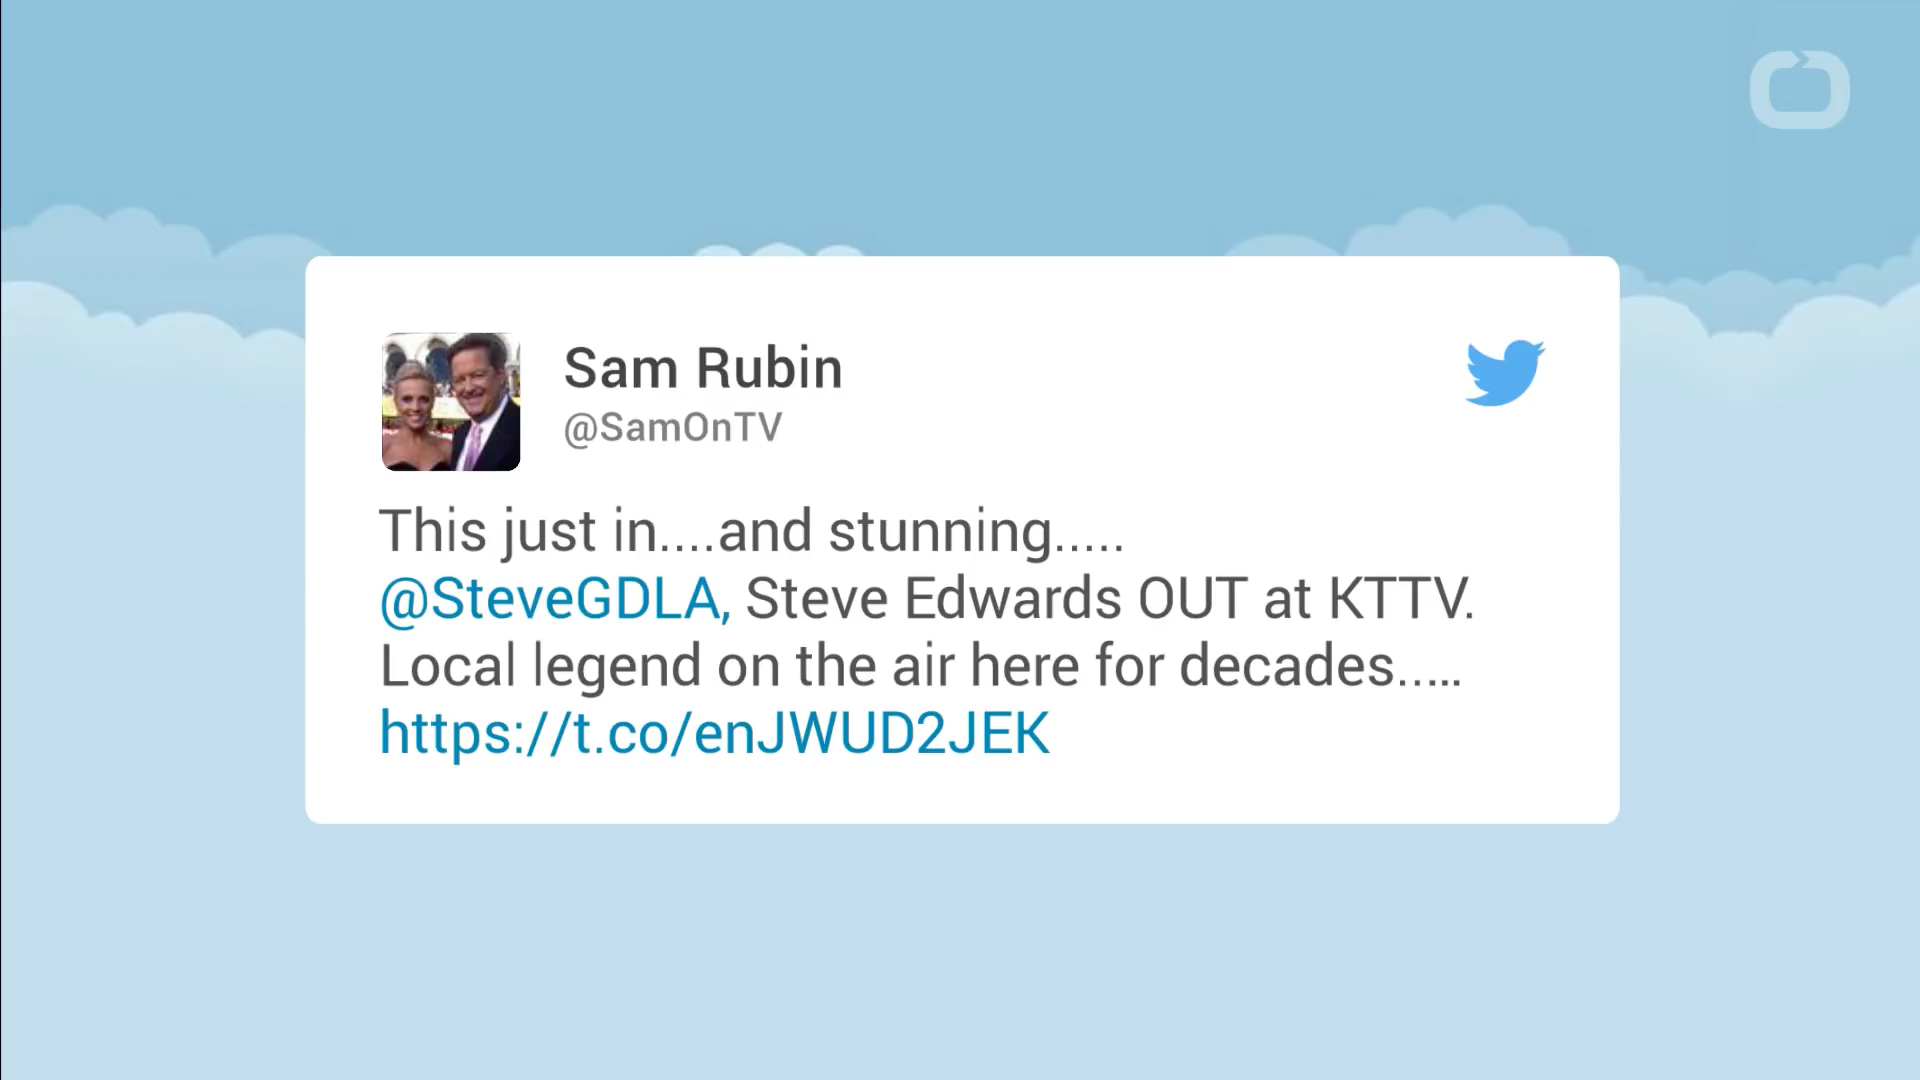 Sam Rubin
@SamOnTV
This just in....and stunning.....
@SteveGDLA, Steve Edwards OUT at KTTV.
Local legend on the air here for decades..…
https://t.co/enJWUD2JEK